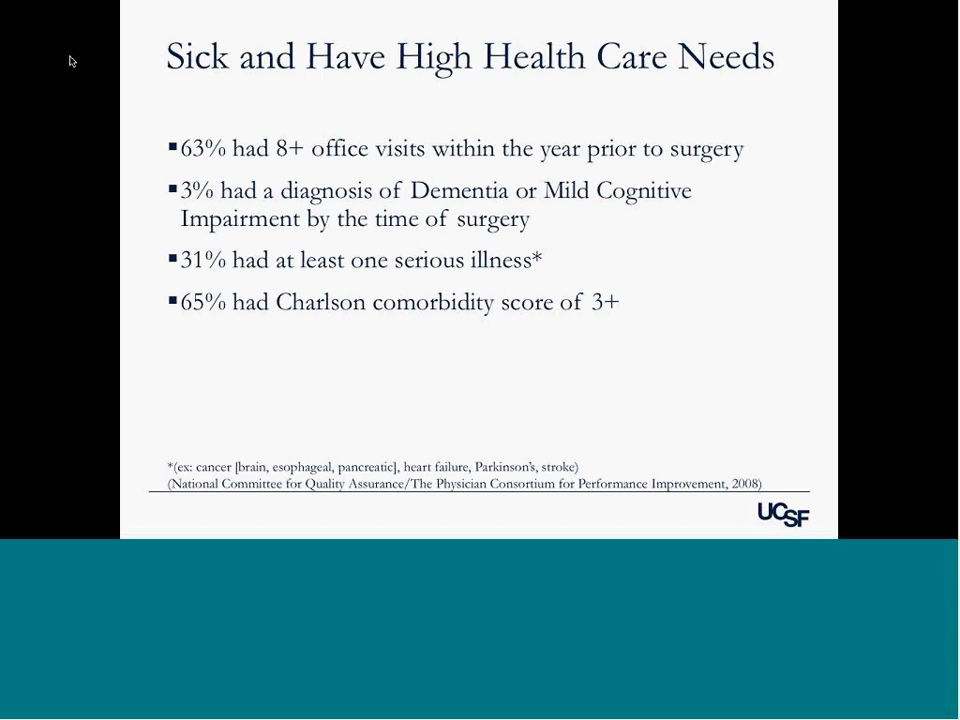 Sick and Have High Health Care Needs
▪63% had 8+ office visits within the year prior to surgery
▪3% had a diagnosis of Dementia or Mild Cognitive
Impairment by the time of surgery
▪31% had at least one serious illness*
▪65% had Charlson comorbidity score of 3+
*(ex: cancer [brain, esophageal, pancreatic], heart failure, Parkinson's, stroke)
(National Committee for Quality Assurance/The Physician Consortium for Performance Improvement, 2008)
UCSF